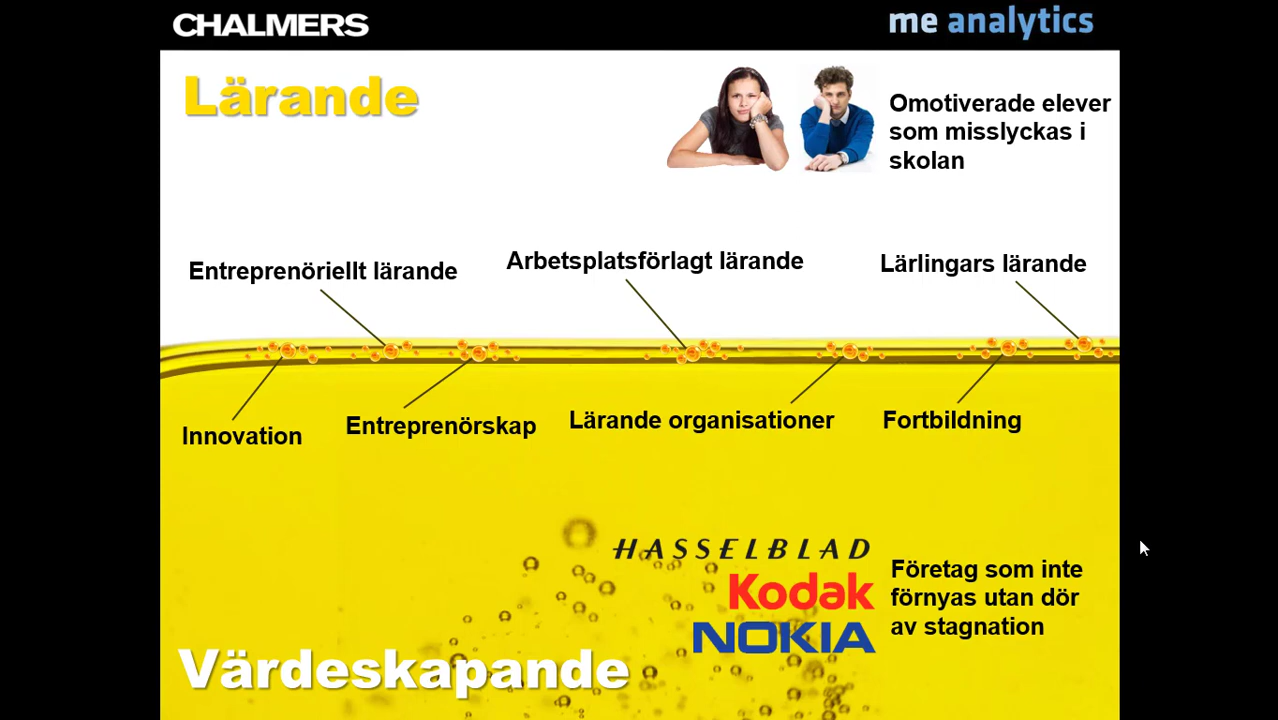 CHALMERS
me analytics
Lärande
Omotiverade elever
som misslyckas i
skolan
Entreprenöriellt lärande
Arbetsplatsförlagt lärande
Lärlingars lärande
Innovation
Entreprenörskap
Lärande organisationer
Fortbildning
HASSELBLAD
Kodak
NOKIA
Företag som inte
förnyas utan dör
av stagnation
Värdeskapande